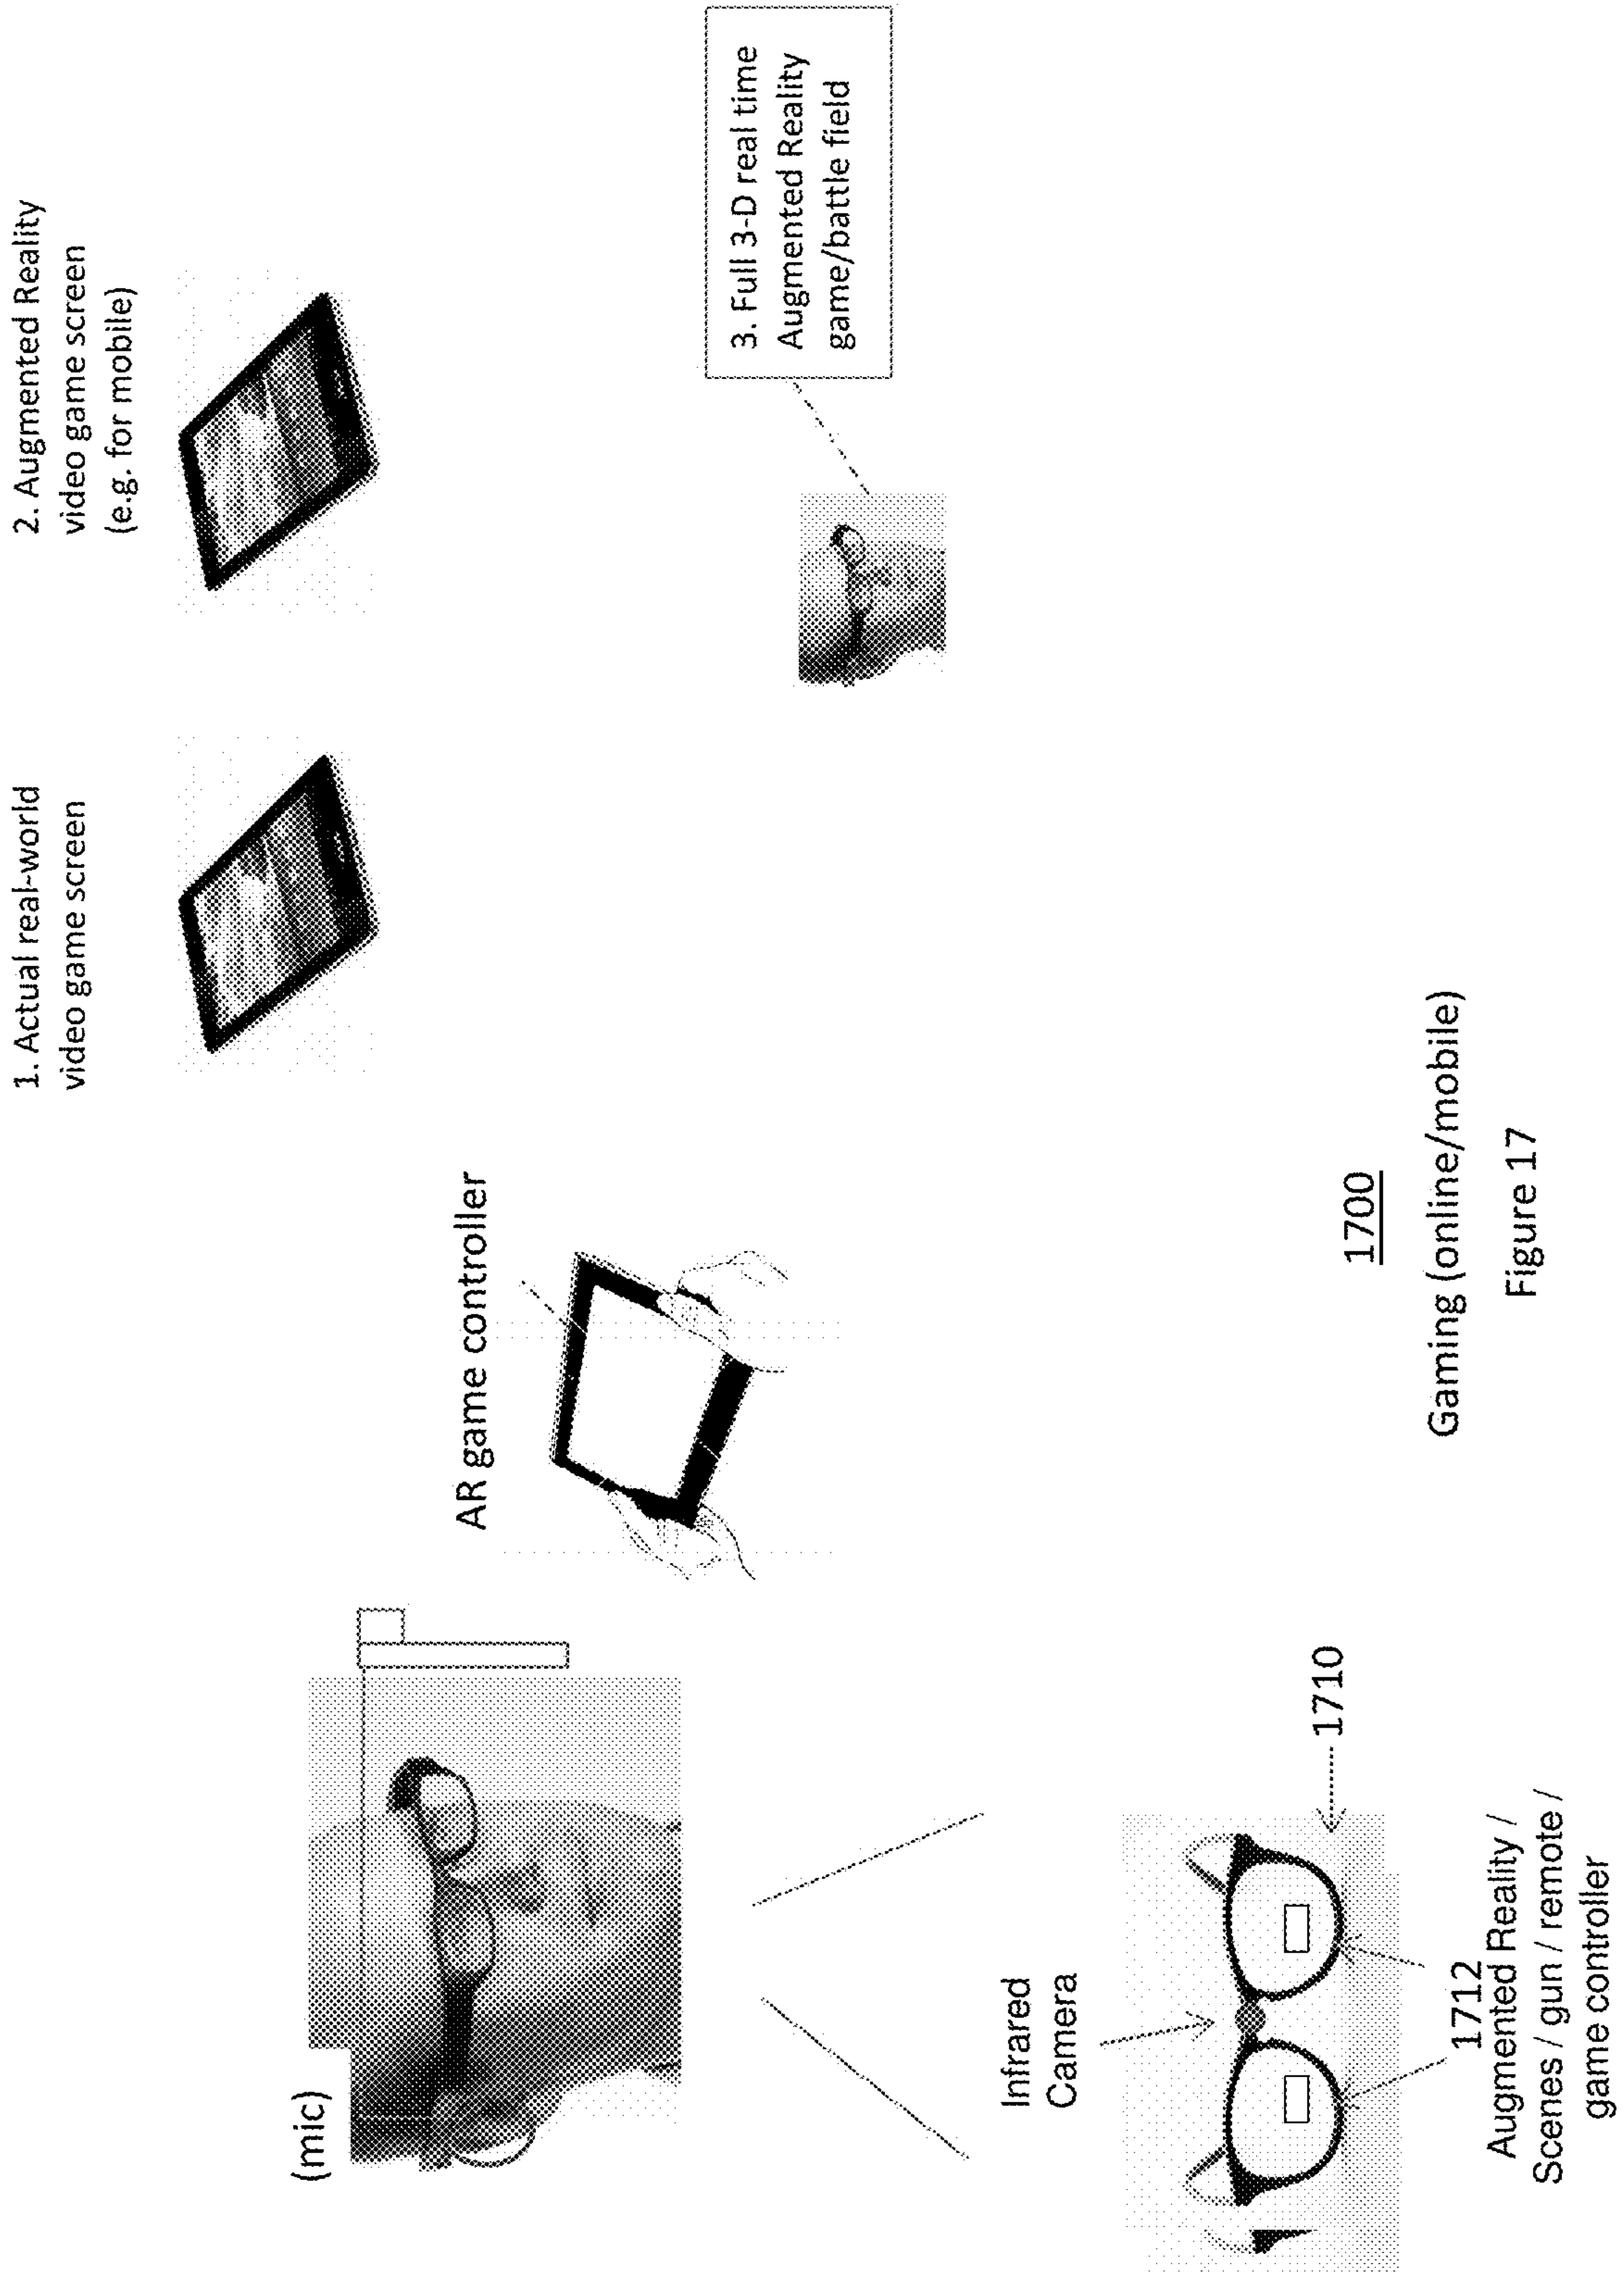 1. Actual real-world
video game screen
2. Augmented Reality
video game screen
(e.g. for mobile)
(mic)
AR game controller
3. Full 3-D real time
Augmented Reality
game/battle field
Infrared
Camera
1710
1712
Augmented Reality /
Scenes / gun / remote /
game controller
1700
Gaming (online/mobile)
Figure 17